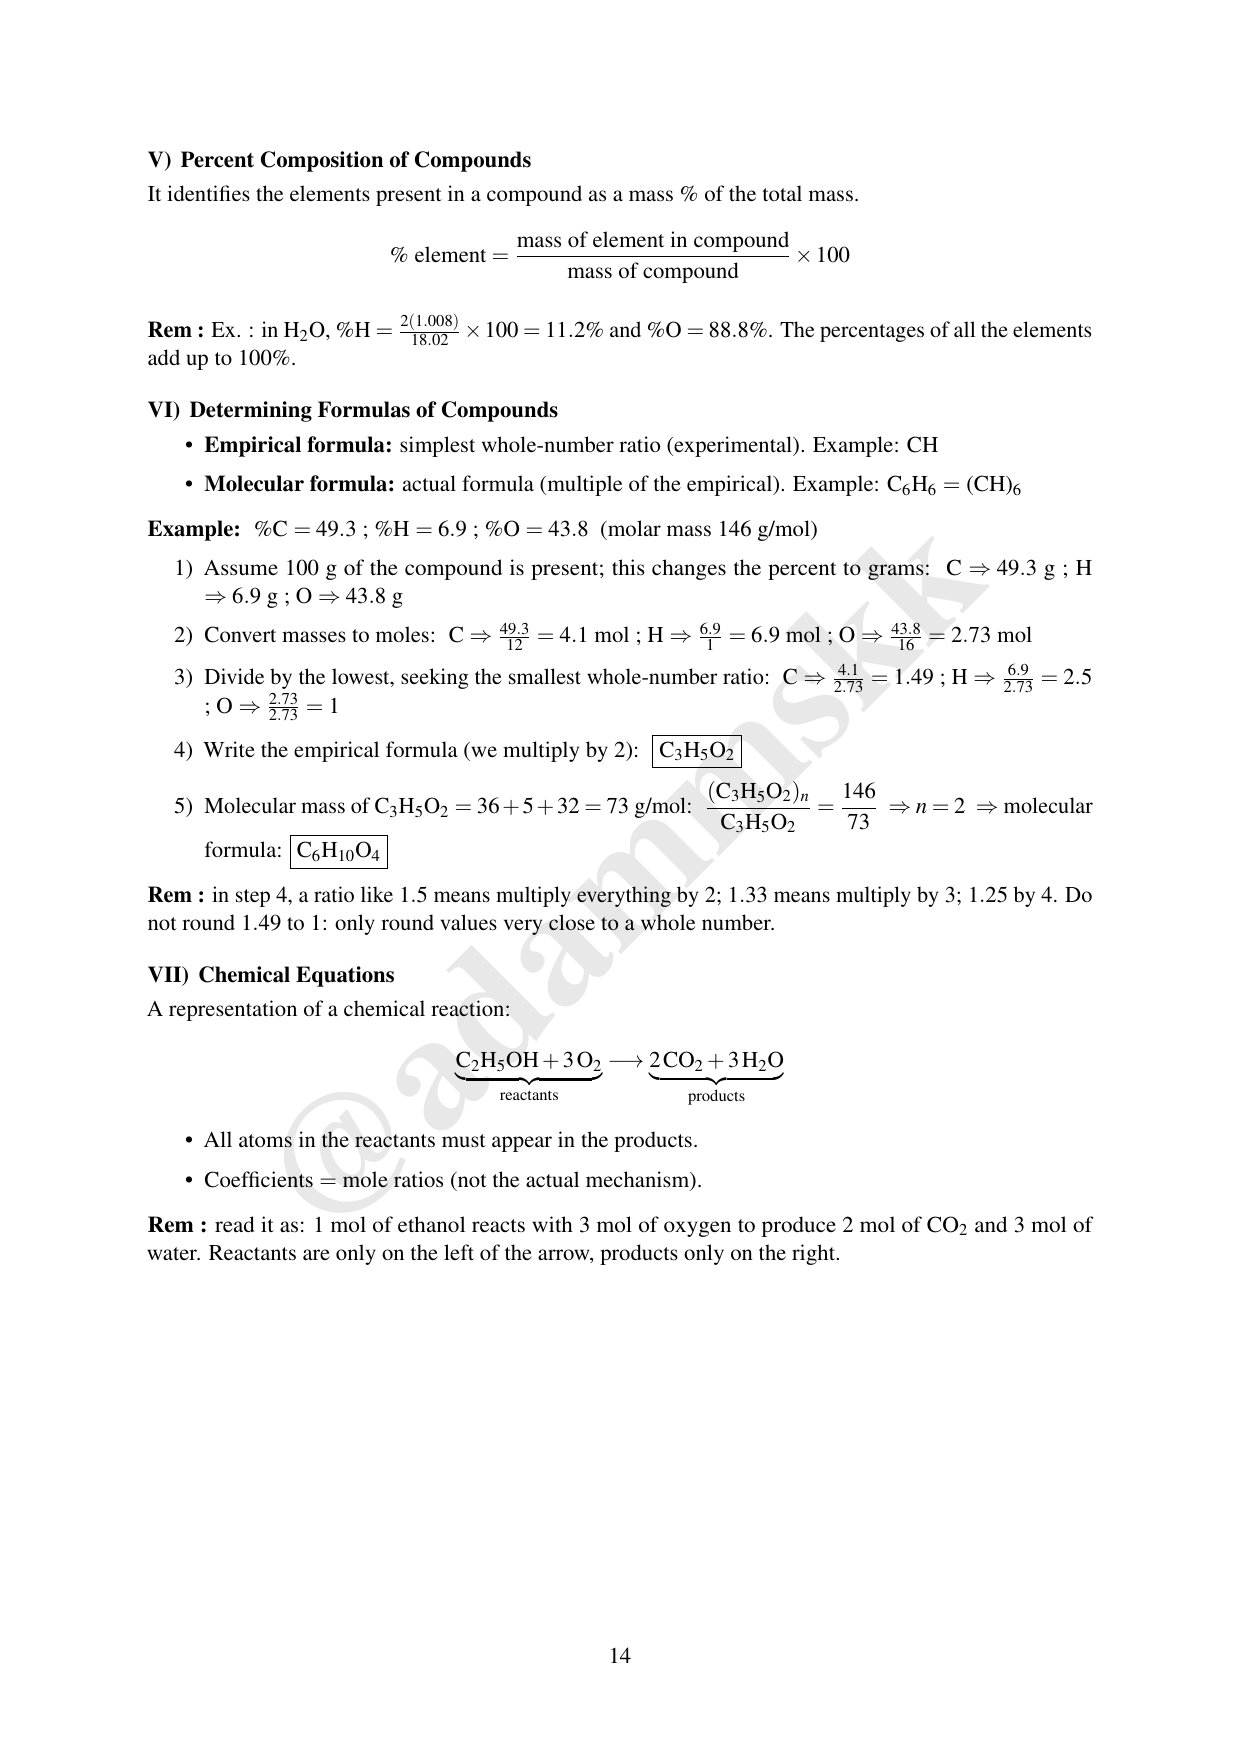 V) Percent Composition of Compounds
It identifies the elements present in a compound as a mass % of the total mass.
% element = mass of element in compound / mass of compound × 100
Rem : Ex. : in H₂O, %H = 2(1.008)/18.02 × 100 = 11.2% and %O = 88.8%. The percentages of all the elements
add up to 100%.
VI) Determining Formulas of Compounds
• Empirical formula: simplest whole-number ratio (experimental). Example: CH
• Molecular formula: actual formula (multiple of the empirical). Example: C₆H₆ = (CH)₆
Example: %C = 49.3 ; %H = 6.9 ; %O = 43.8 (molar mass 146 g/mol)
1) Assume 100 g of the compound is present; this changes the percent to grams: C ⇒ 49.3 g ; H
⇒ 6.9 g ; O ⇒ 43.8 g
2) Convert masses to moles: C ⇒ 49.3/12 = 4.1 mol ; H ⇒ 6.9/1 = 6.9 mol ; O ⇒ 43.8/16 = 2.73 mol
3) Divide by the lowest, seeking the smallest whole-number ratio: C ⇒ 4.1/2.73 = 1.49 ; H ⇒ 6.9/2.73 = 2.5
; O ⇒ 2.73/2.73 = 1
4) Write the empirical formula (we multiply by 2): C₃H₅O₂
5) Molecular mass of C₃H₅O₂ = 36 + 5 + 32 = 73 g/mol: (C₃H₅O₂)ₙ / C₃H₅O₂ = 146/73 ⇒ n = 2 ⇒ molecular
formula: C₆H₁₀O₄
Rem : in step 4, a ratio like 1.5 means multiply everything by 2; 1.33 means multiply by 3; 1.25 by 4. Do
not round 1.49 to 1: only round values very close to a whole number.
VII) Chemical Equations
A representation of a chemical reaction:
C₂H₅OH + 3 O₂ ⟶ 2 CO₂ + 3 H₂O
reactants products
• All atoms in the reactants must appear in the products.
• Coefficients = mole ratios (not the actual mechanism).
Rem : read it as: 1 mol of ethanol reacts with 3 mol of oxygen to produce 2 mol of CO₂ and 3 mol of
water. Reactants are only on the left of the arrow, products only on the right.
14
@adammskk